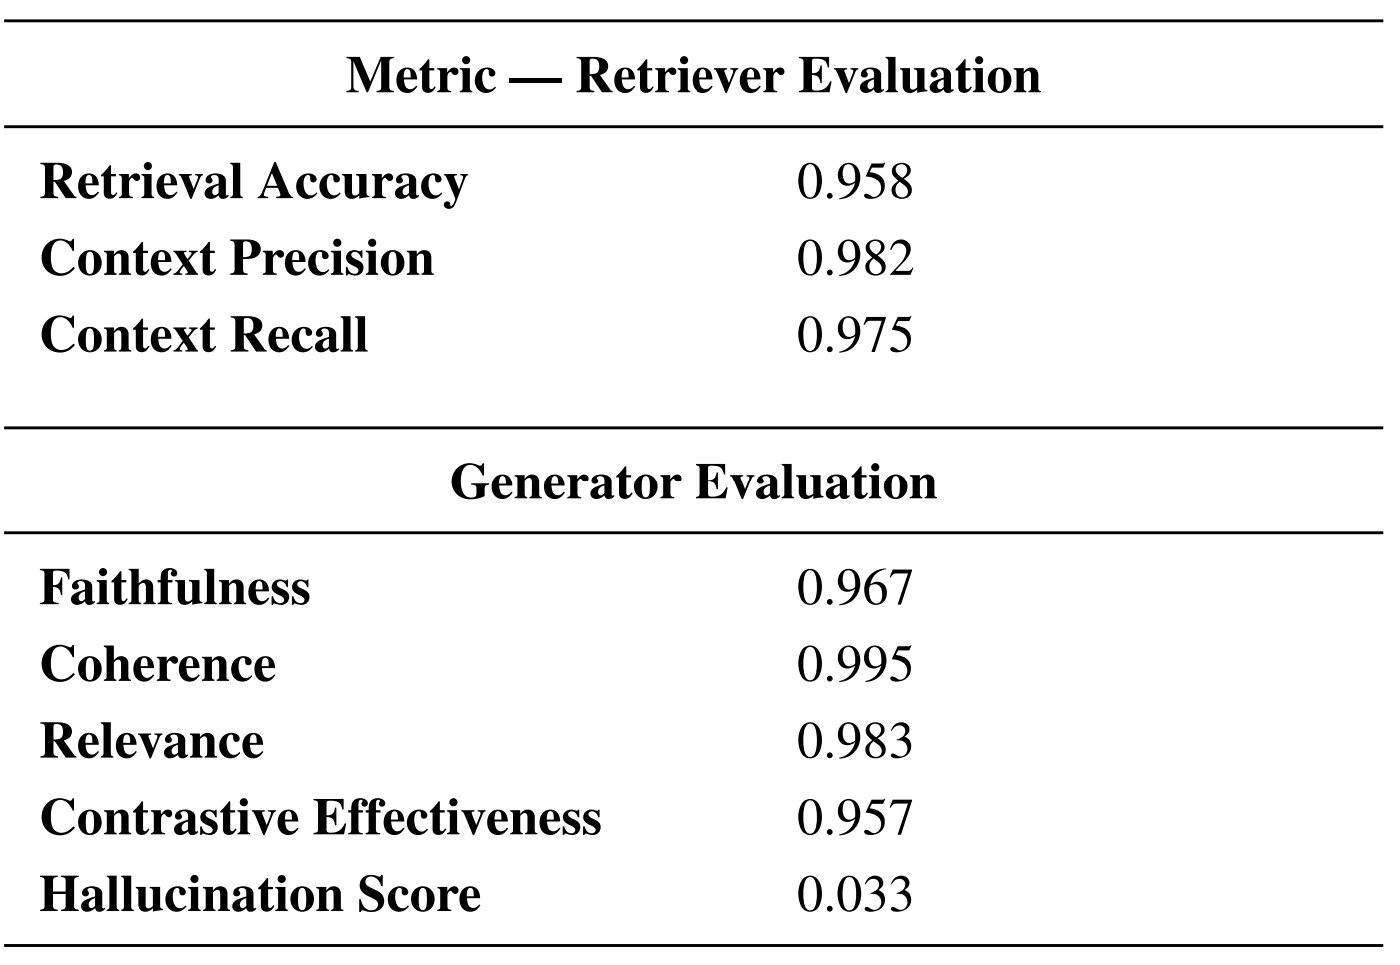 Metric — Retriever Evaluation
Retrieval Accuracy 0.958
Context Precision 0.982
Context Recall 0.975
Generator Evaluation
Faithfulness 0.967
Coherence 0.995
Relevance 0.983
Contrastive Effectiveness 0.957
Hallucination Score 0.033